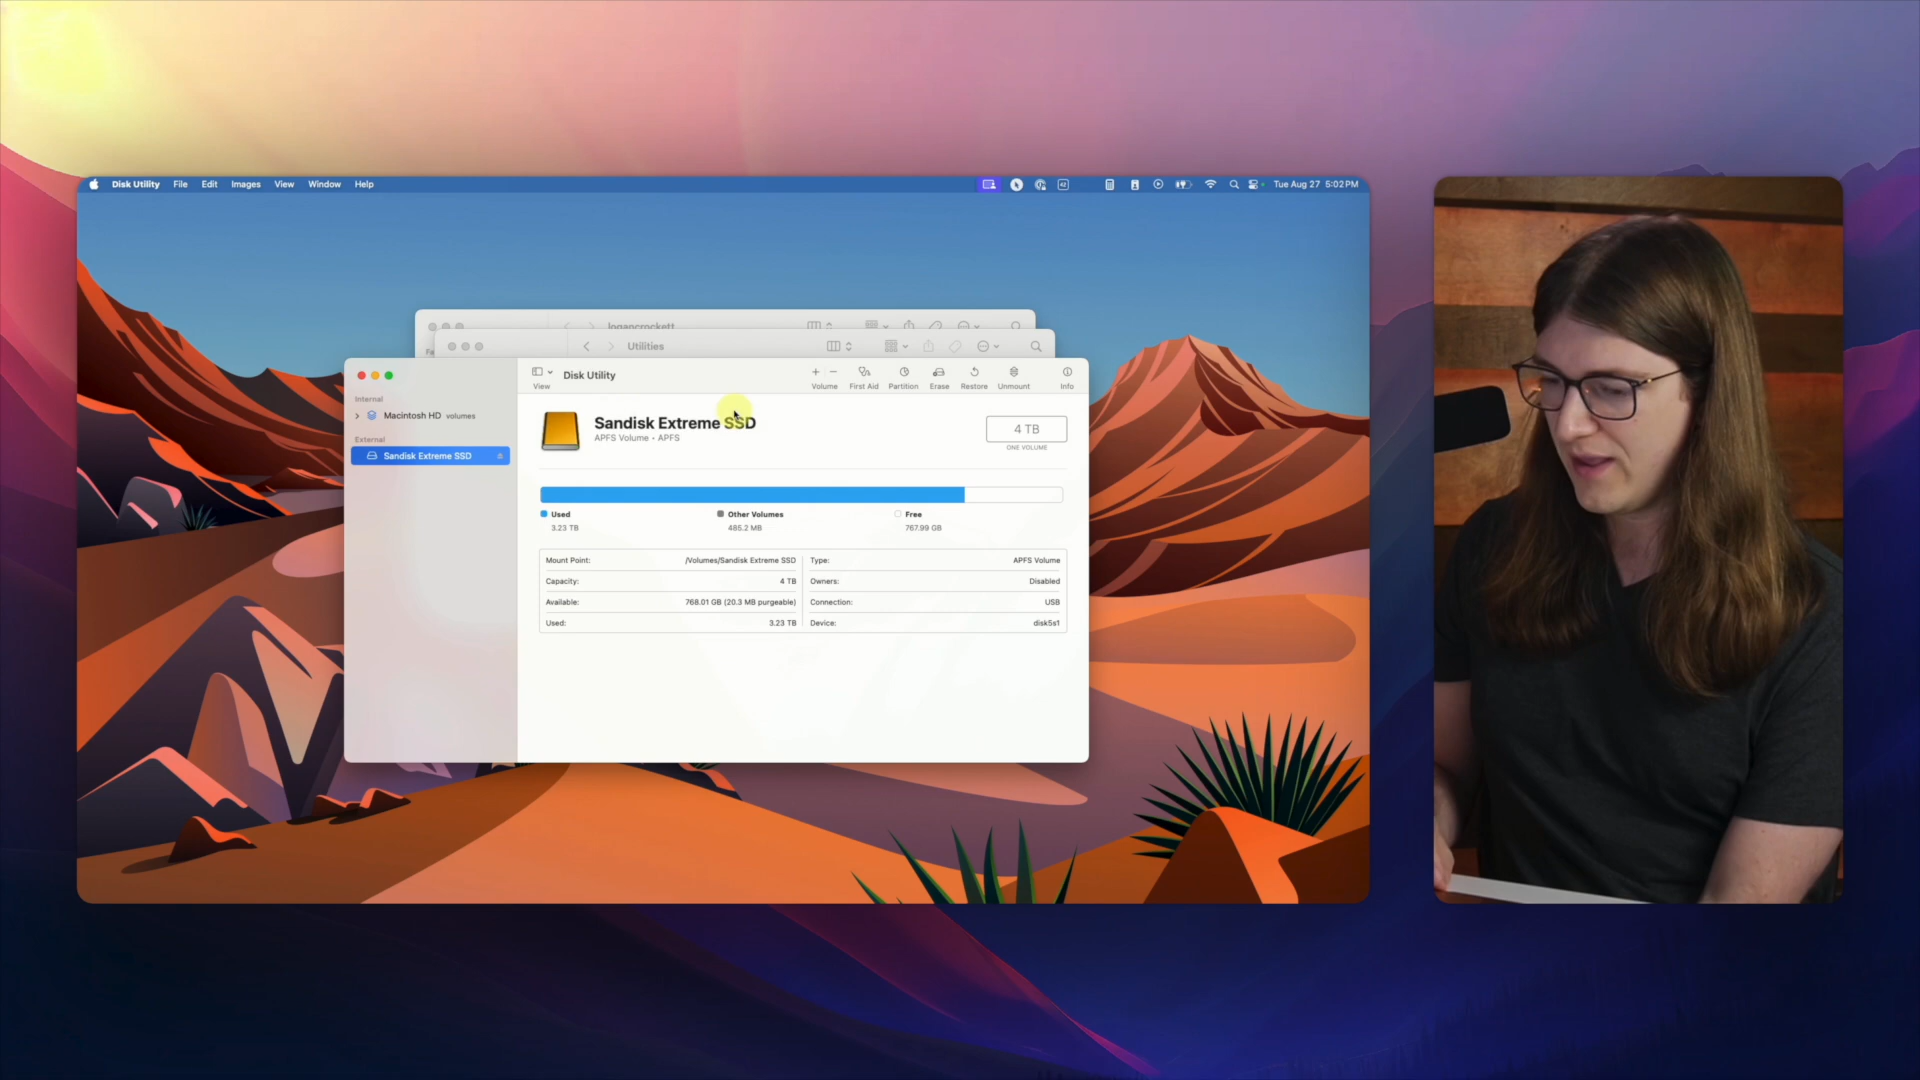 Disk Utility File Edit Images View Window Help
42
Tue Aug 27 5:02 PM
logancrockett
Fa
Utilities
Disk Utility
View
Volume First Aid Partition Erase Restore Unmount Info
Internal
Macintosh HD volumes
External
Sandisk Extreme SSD
Sandisk Extreme SSD
APFS Volume • APFS
4 TB
ONE VOLUME
Used
3.23 TB
Other Volumes
485.2 MB
Free
767.99 GB
Mount Point: /Volumes/Sandisk Extreme SSD
Type: APFS Volume
Capacity: 4 TB
Owners: Disabled
Available: 768.01 GB (20.3 MB purgeable)
Connection: USB
Used: 3.23 TB
Device: disk5s1